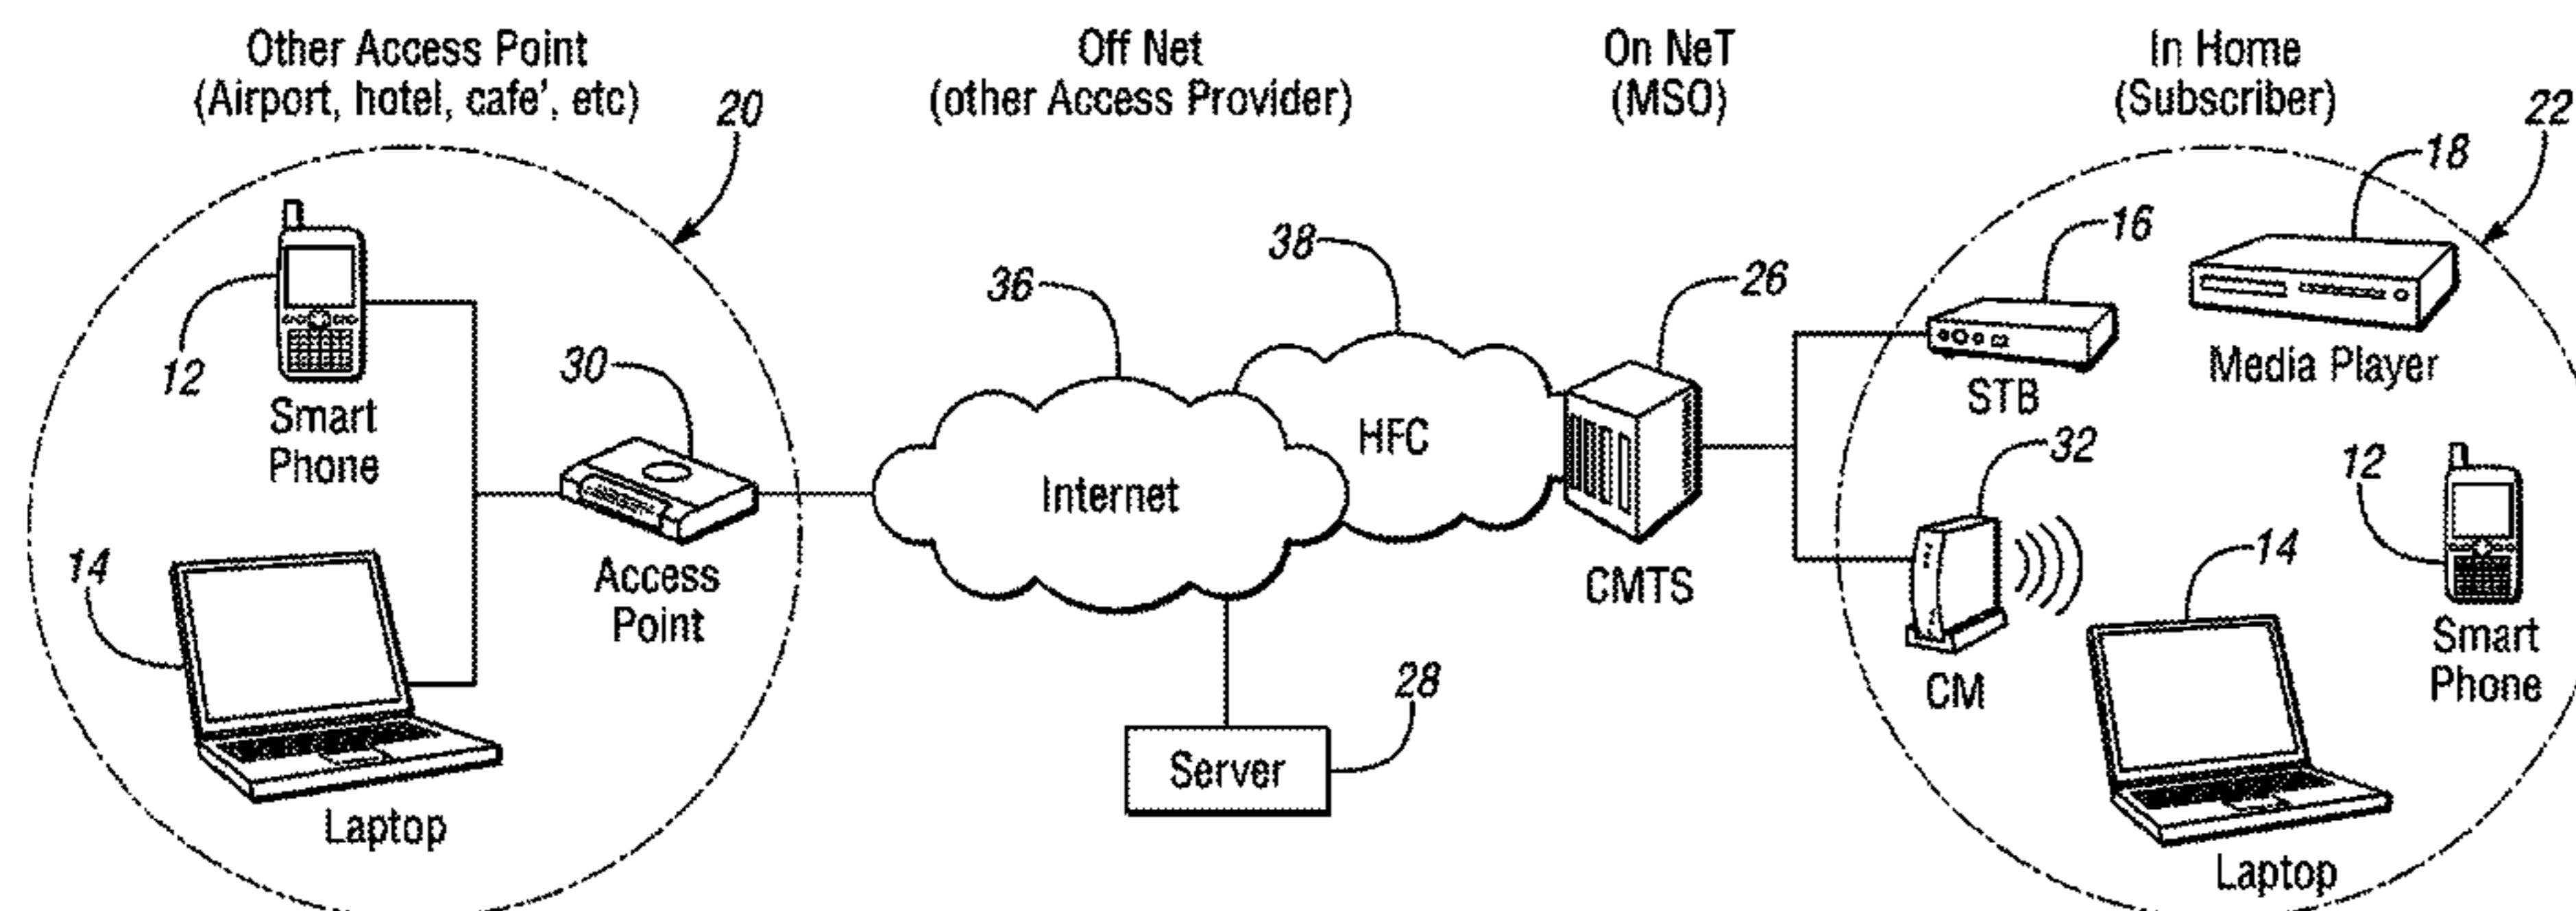 Other Access Point
(Airport, hotel, cafe', etc)
20
Off Net
(other Access Provider)
On NeT
(MSO)
In Home
(Subscriber)
22
12
Smart
Phone
14
Laptop
30
Access
Point
36
Internet
38
HFC
26
CMTS
Server
28
16
STB
18
Media Player
32
CM
12
Smart
Phone
14
Laptop